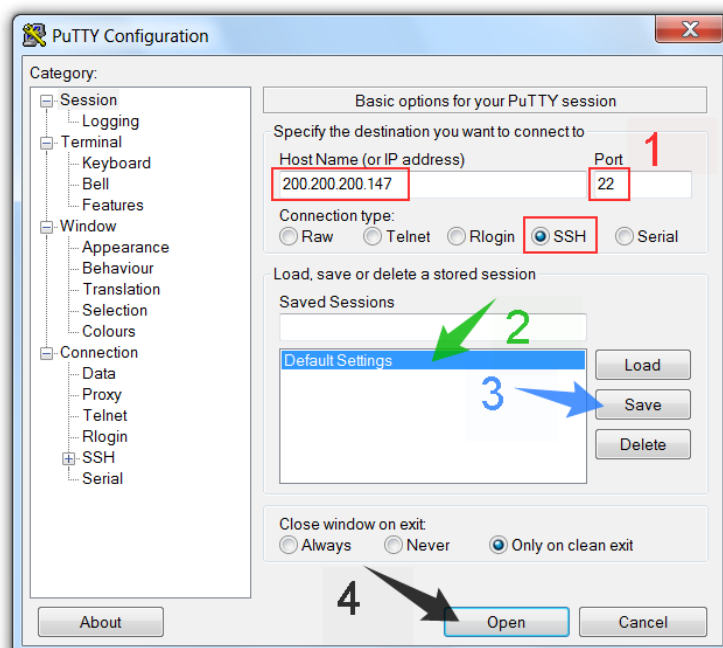 PuTTY Configuration
X
Category:
Session
Logging
Terminal
Keyboard
Bell
Features
Window
Appearance
Behaviour
Translation
Selection
Colours
Connection
Data
Proxy
Telnet
Rlogin
SSH
Serial
Basic options for your PuTTY session
Specify the destination you want to connect to
1
Host Name (or IP address) Port
200.200.200.147 22
Connection type:
Raw Telnet Rlogin SSH Serial
Load, save or delete a stored session
Saved Sessions
2
Default Settings
Load
3
Save
Delete
Close window on exit:
Always Never Only on clean exit
4
About Open Cancel